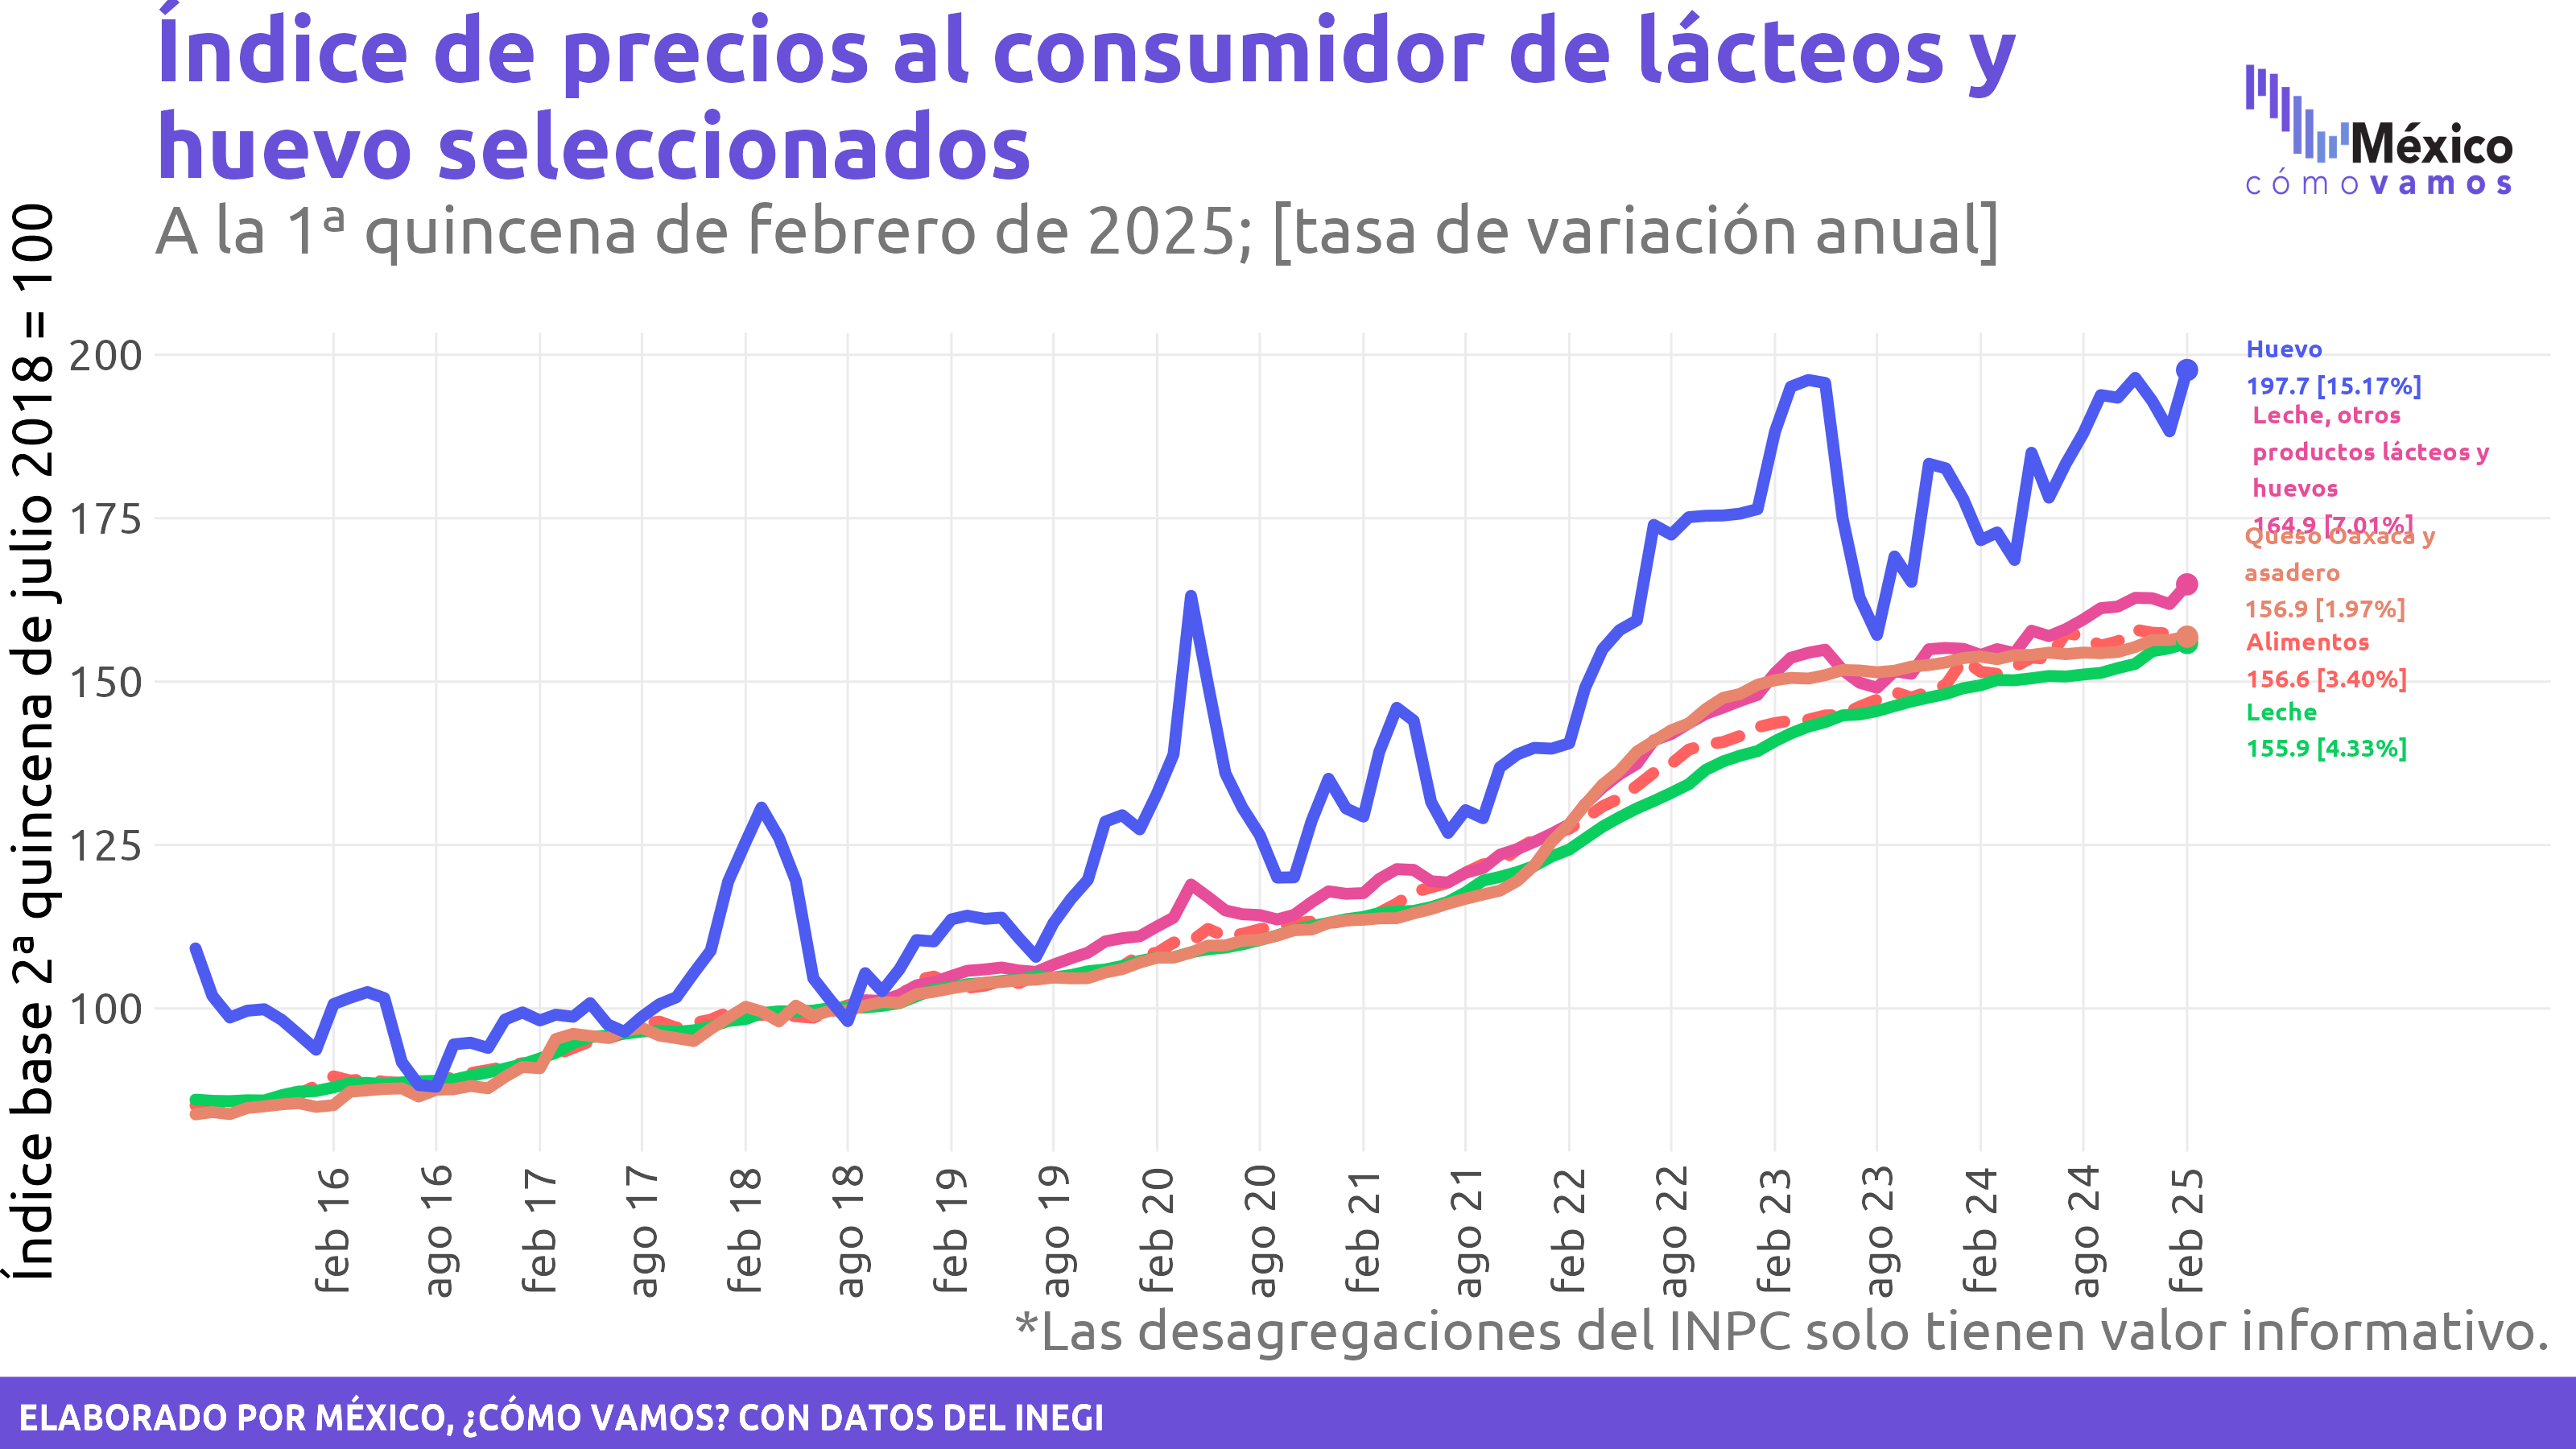 Índice de precios al consumidor de lácteos y
huevo seleccionados
A la 1ª quincena de febrero de 2025; [tasa de variación anual]
México
cómo vamos
Índice base 2ª quincena de julio 2018 = 100
200
175
150
125
100
Huevo
197.7 [15.17%]
Leche, otros
productos lácteos y
huevos
164.9 [7.01%]
Queso Oaxaca y
asadero
156.9 [1.97%]
Alimentos
156.6 [3.40%]
Leche
155.9 [4.33%]
feb 16
ago 16
feb 17
ago 17
feb 18
ago 18
feb 19
ago 19
feb 20
ago 20
feb 21
ago 21
feb 22
ago 22
feb 23
ago 23
feb 24
ago 24
feb 25
*Las desagregaciones del INPC solo tienen valor informativo.
ELABORADO POR MÉXICO, ¿CÓMO VAMOS? CON DATOS DEL INEGI